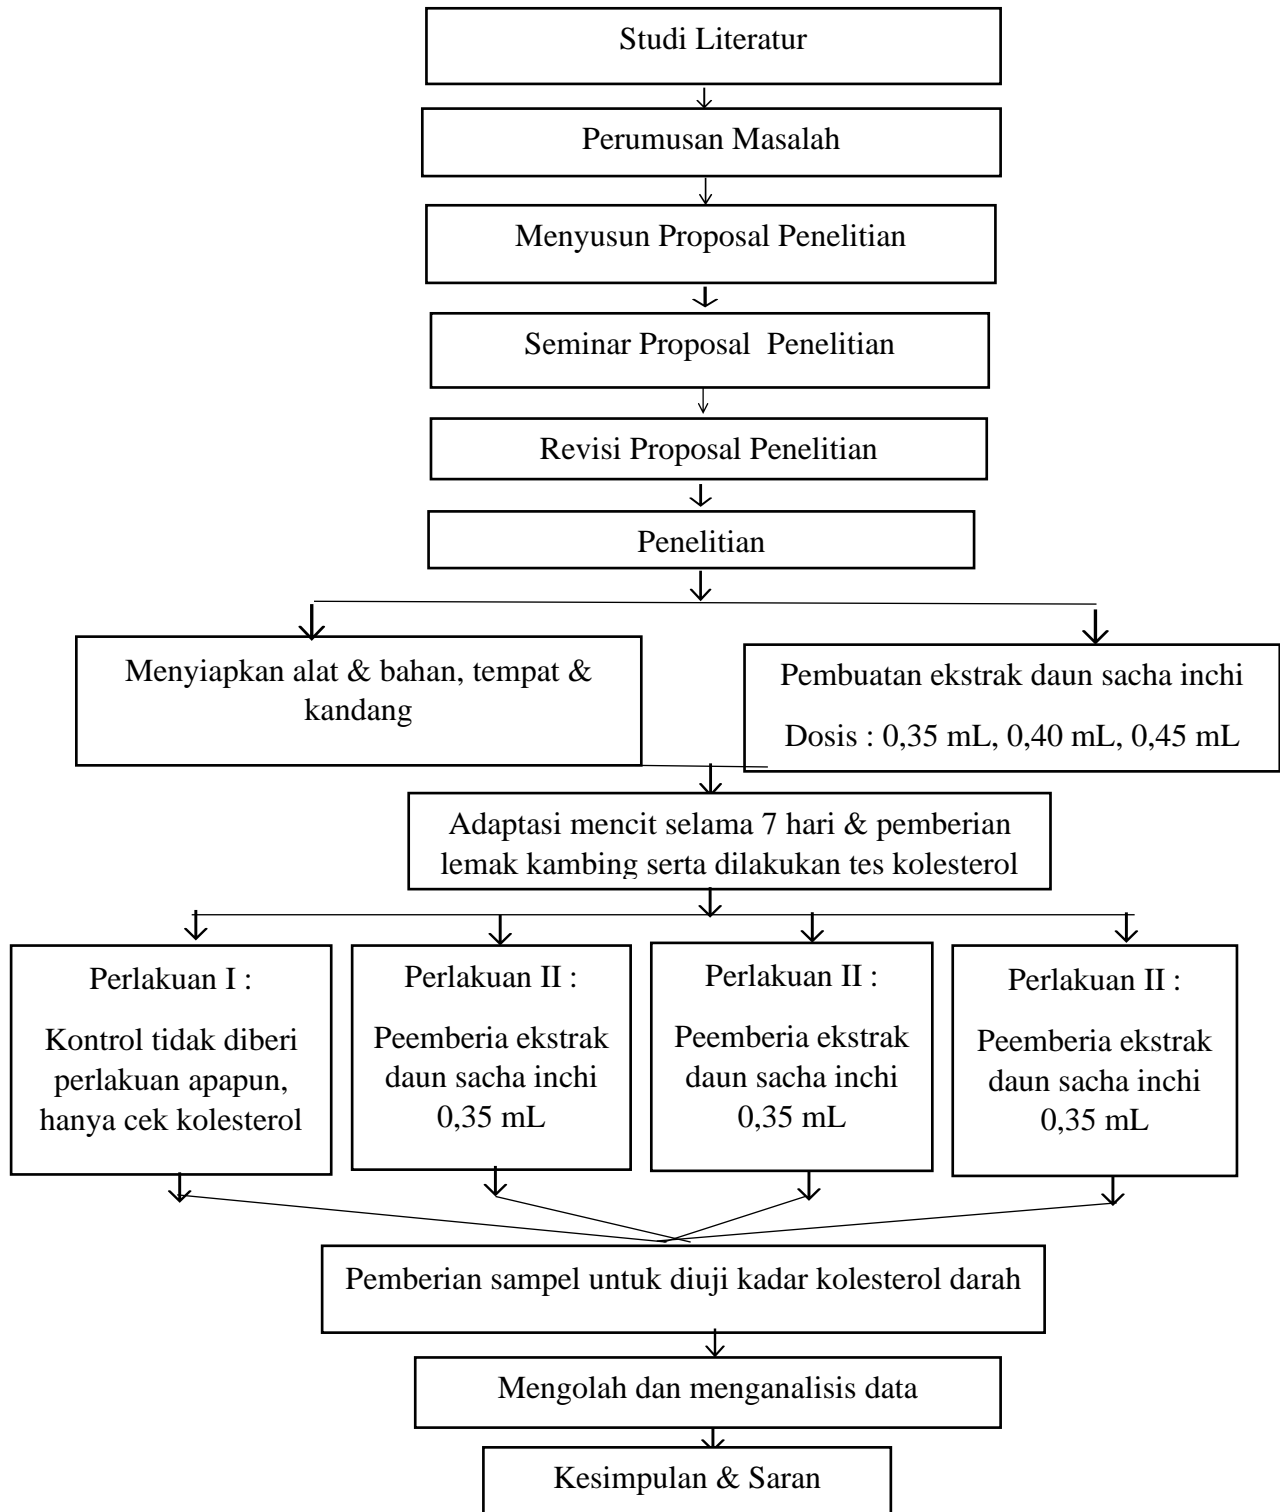 Studi Literatur
Perumusan Masalah
Menyusun Proposal Penelitian
Seminar Proposal  Penelitian
Revisi Proposal Penelitian
Penelitian
Menyiapkan alat & bahan, tempat &
kandang
Pembuatan ekstrak daun sacha inchi
Dosis : 0,35 mL, 0,40 mL, 0,45 mL
Adaptasi mencit selama 7 hari & pemberian
lemak kambing serta dilakukan tes kolesterol
Perlakuan I :
Kontrol tidak diberi
perlakuan apapun,
hanya cek kolesterol
Perlakuan II :
Peemberia ekstrak
daun sacha inchi
0,35 mL
Perlakuan II :
Peemberia ekstrak
daun sacha inchi
0,35 mL
Perlakuan II :
Peemberia ekstrak
daun sacha inchi
0,35 mL
Pemberian sampel untuk diuji kadar kolesterol darah
Mengolah dan menganalisis data
Kesimpulan & Saran